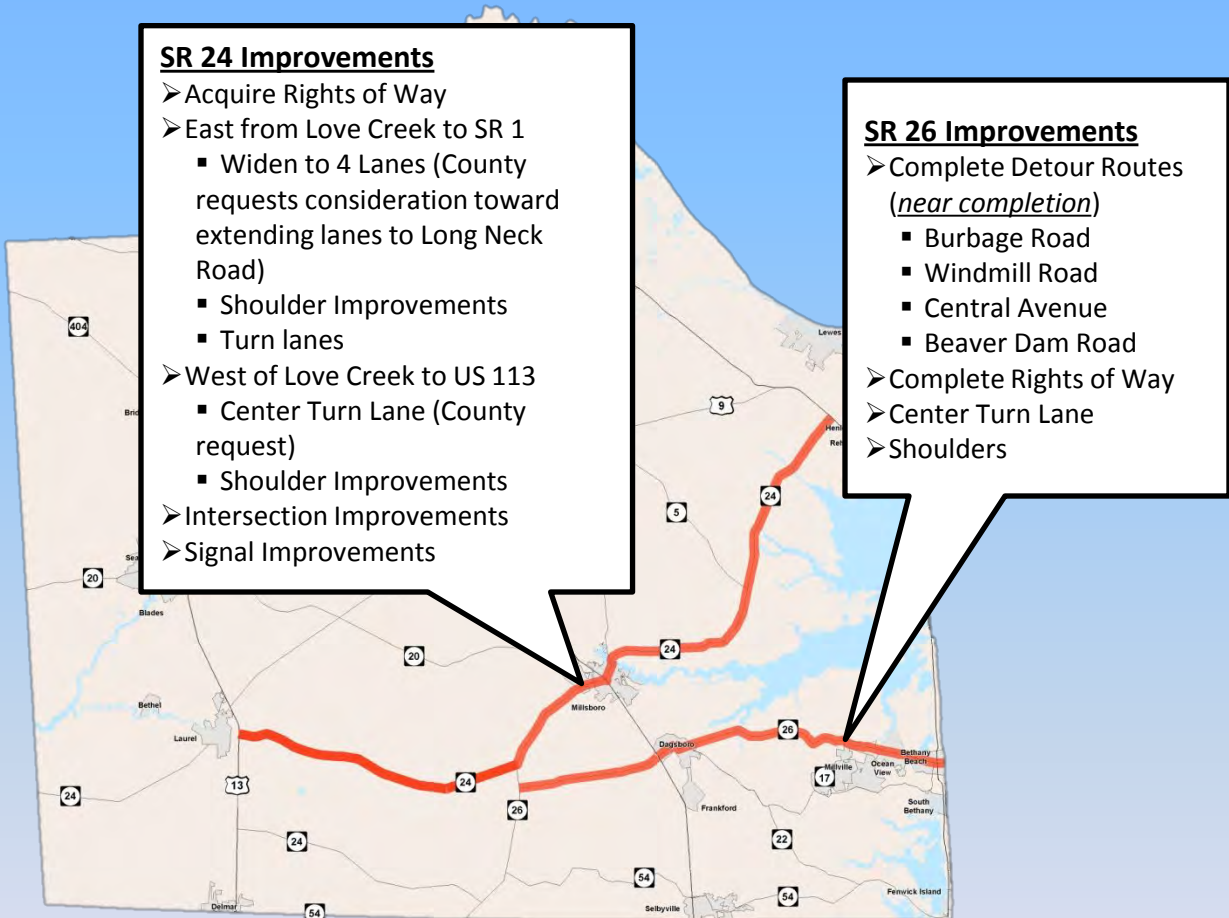 SR 24 Improvements
➢Acquire Rights of Way
➢East from Love Creek to SR 1
▪ Widen to 4 Lanes (County
requests consideration toward
extending lanes to Long Neck
Road)
▪ Shoulder Improvements
▪ Turn lanes
➢West of Love Creek to US 113
▪ Center Turn Lane (County
request)
▪ Shoulder Improvements
➢Intersection Improvements
➢Signal Improvements
SR 26 Improvements
➢Complete Detour Routes
(near completion)
▪ Burbage Road
▪ Windmill Road
▪ Central Avenue
▪ Beaver Dam Road
➢Complete Rights of Way
➢Center Turn Lane
➢Shoulders
404
Lewes
Brid
9
Henl
Reh
24
5
Sea
20
Blades
20
24
Millsboro
Bethel
Laurel
13
24
24
26
Dagsboro
26
Millville
Ocean
View
Bethany
Beach
17
South
Bethany
Frankford
24
22
54
54
54
Delmar
Selbyville
Fenwick Island